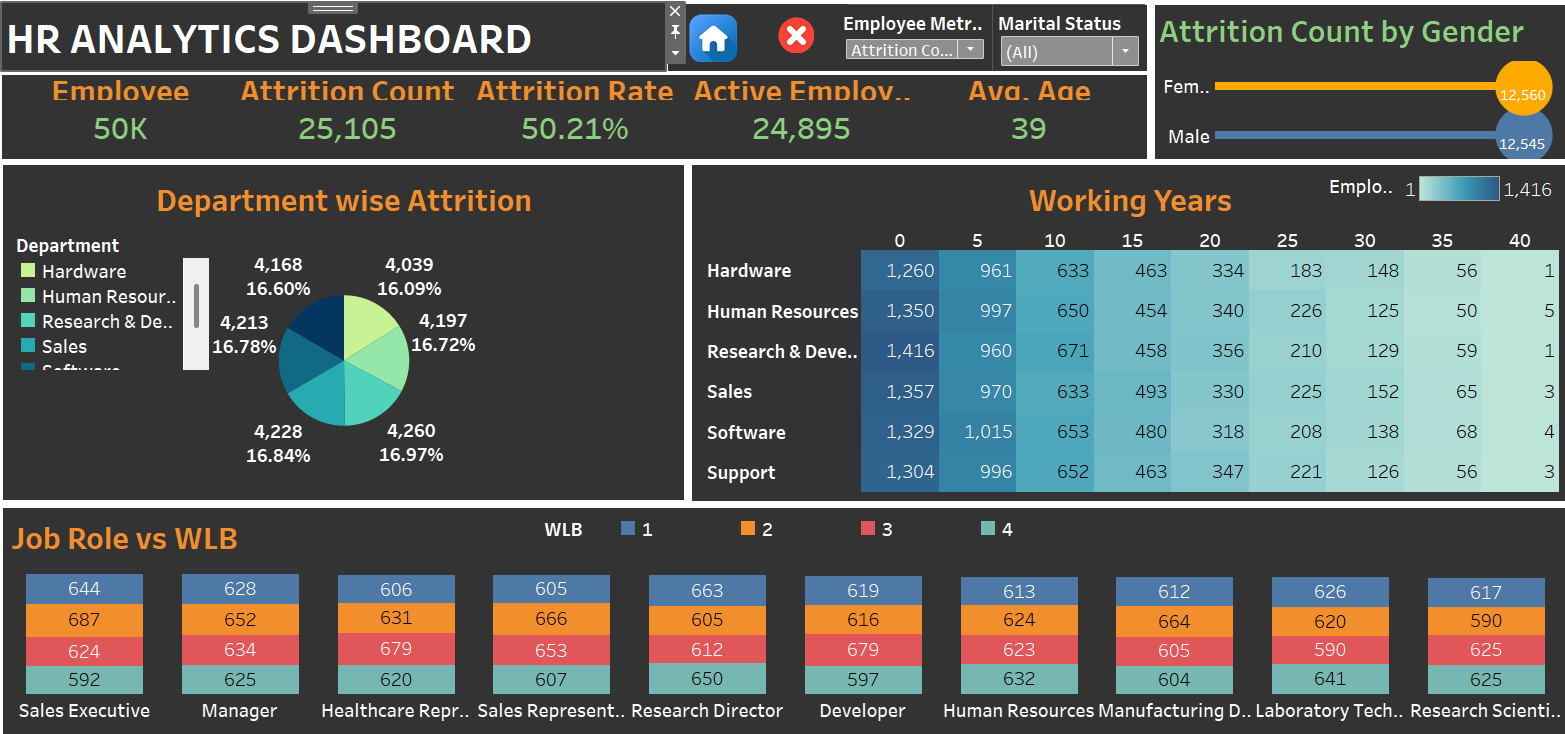 HR ANALYTICS DASHBOARD
Employee Metr..
Attrition Co...
Marital Status
(All)
Attrition Count by Gender
Fem..
12,560
Male
12,545
Employee Attrition Count Attrition Rate Active Employ.. Avg. Age
50K 25,105 50.21% 24,895 39
Department wise Attrition
Department
Hardware
Human Resour..
Research & De..
Sales
Software
4,168
16.60%
4,039
16.09%
4,213
16.78%
4,197
16.72%
4,228
16.84%
4,260
16.97%
Working Years
Emplo.. 1 1,416
0 5 10 15 20 25 30 35 40
Hardware 1,260 961 633 463 334 183 148 56 1
Human Resources 1,350 997 650 454 340 226 125 50 5
Research & Deve.. 1,416 960 671 458 356 210 129 59 1
Sales 1,357 970 633 493 330 225 152 65 3
Software 1,329 1,015 653 480 318 208 138 68 4
Support 1,304 996 652 463 347 221 126 56 3
Job Role vs WLB
WLB 1 2 3 4
644 628 606 605 663 619 613 612 626 617
687 652 631 666 605 616 624 664 620 590
624 634 679 653 612 679 623 605 590 625
592 625 620 607 650 597 632 604 641 625
Sales Executive Manager Healthcare Repr.. Sales Represent.. Research Director Developer Human Resources Manufacturing D.. Laboratory Tech.. Research Scienti..